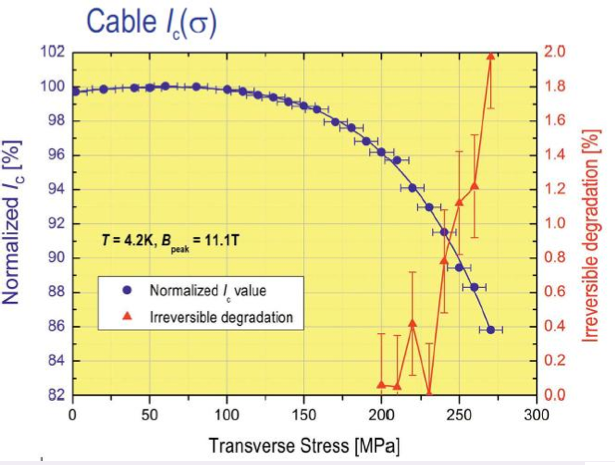 Cable I_c(σ)
102
100
98
96
94
92
90
88
86
84
82
Normalized I_c [%]
2.0
1.8
1.6
1.4
1.2
1.0
0.8
0.6
0.4
0.2
0.0
Irreversible degradation [%]
T = 4.2K, B_peak = 11.1T
Normalized I_c value
Irreversible degradation
0 50 100 150 200 250 300
Transverse Stress [MPa]